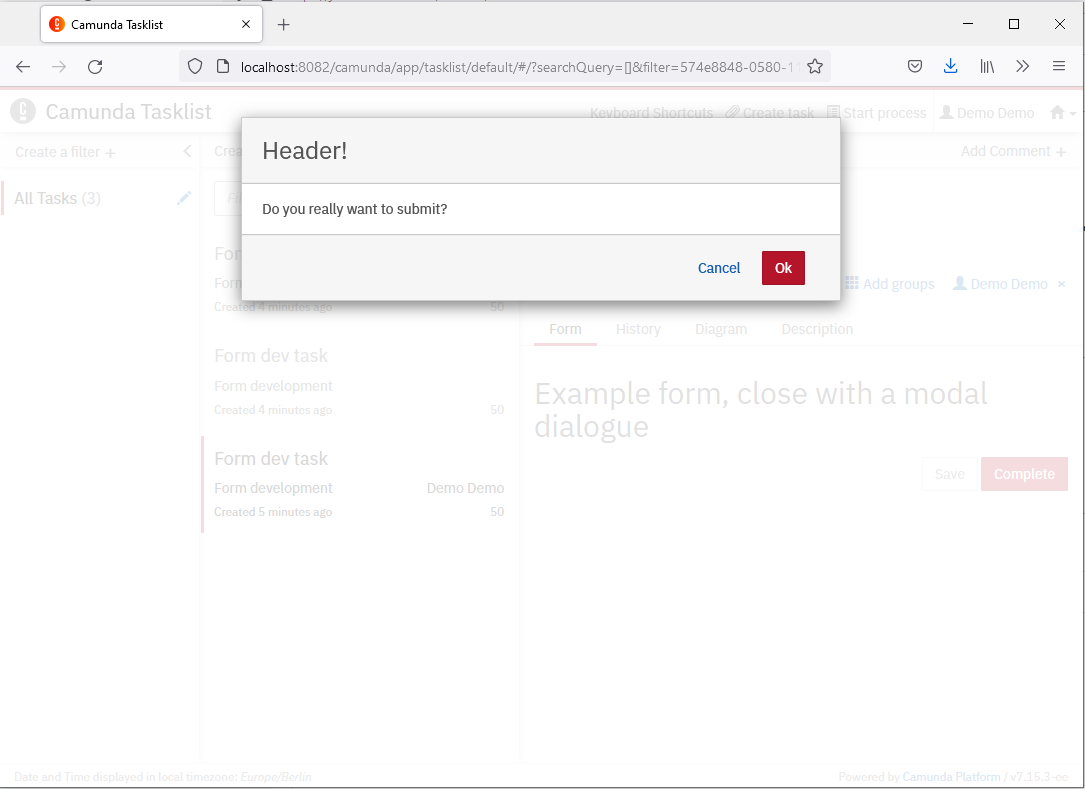 Camunda Tasklist
localhost:8082/camunda/app/tasklist/default/#/?searchQuery=[]&filter=574e8848-0580-1
Camunda Tasklist
Keyboard Shortcuts Create task Start process Demo Demo
Create a filter +
Add Comment +
All Tasks (3)
Header!
Do you really want to submit?
Cancel Ok
Add groups Demo Demo ×
Created 4 minutes ago 50
Form History Diagram Description
Form dev task
Form development
Created 4 minutes ago 50
Example form, close with a modal
dialogue
Form dev task
Form development Demo Demo
Created 5 minutes ago 50
Save Complete
Date and Time displayed in local timezone: Europe/Berlin
Powered by Camunda Platform / v7.15.3-ee